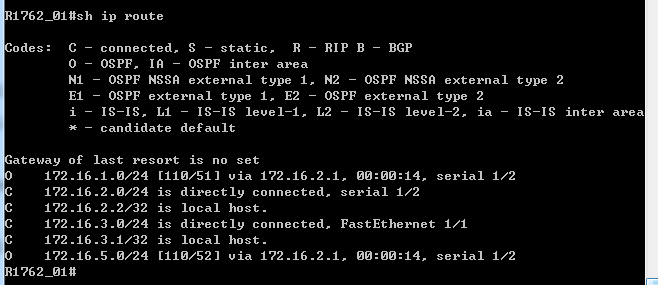 R1762_01#sh ip route
Codes:  C - connected, S - static,  R - RIP B - BGP
O - OSPF, IA - OSPF inter area
N1 - OSPF NSSA external type 1, N2 - OSPF NSSA external type 2
E1 - OSPF external type 1, E2 - OSPF external type 2
i - IS-IS, L1 - IS-IS level-1, L2 - IS-IS level-2, ia - IS-IS inter area
* - candidate default
Gateway of last resort is no set
O    172.16.1.0/24 [110/51] via 172.16.2.1, 00:00:14, serial 1/2
C    172.16.2.0/24 is directly connected, serial 1/2
C    172.16.2.2/32 is local host.
C    172.16.3.0/24 is directly connected, FastEthernet 1/1
C    172.16.3.1/32 is local host.
O    172.16.5.0/24 [110/52] via 172.16.2.1, 00:00:14, serial 1/2
R1762_01#